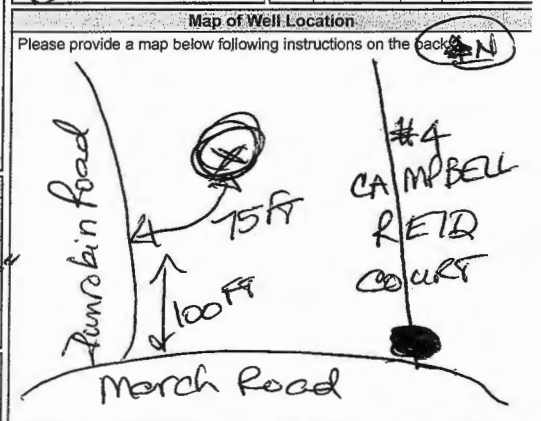 Map of Well Location
Please provide a map below following instructions on the back
N
#4
CAMPBELL
REID
COURT
75 FT
100 FT
Dunrobin Road
March Road